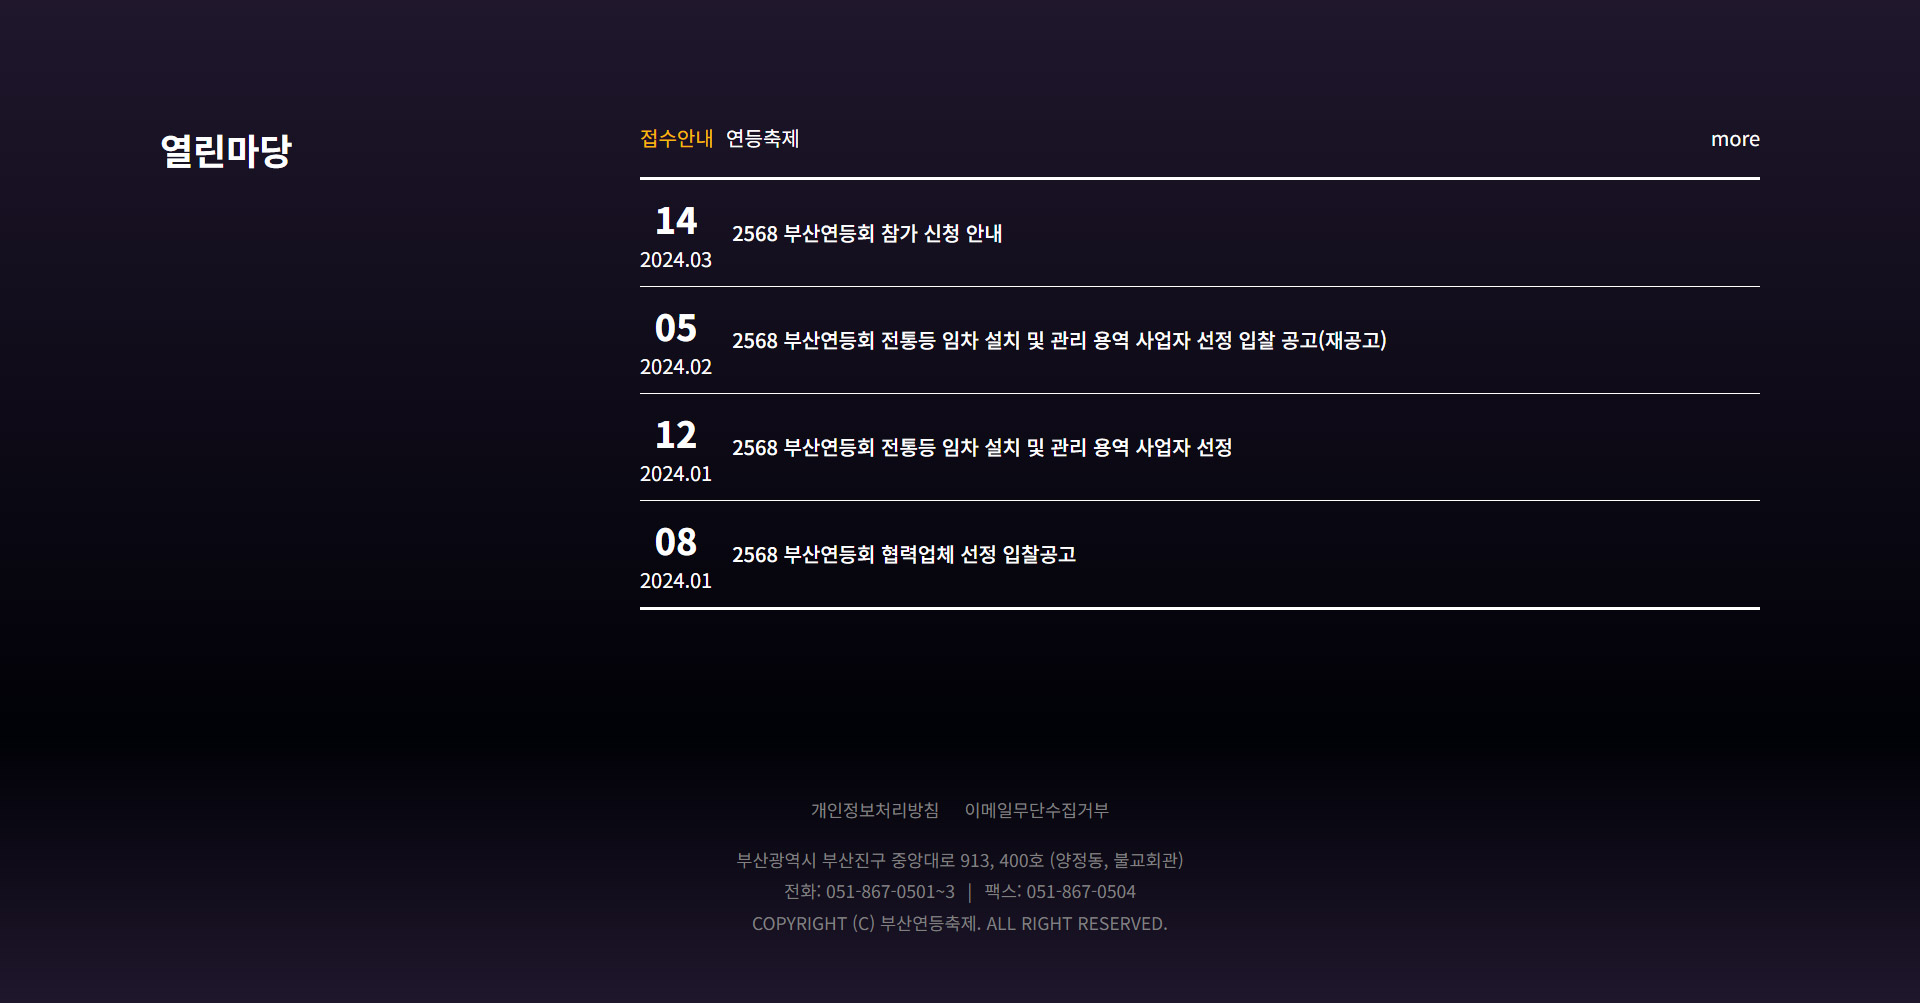 열린마당
접수안내 연등축제 more
14
2024.03
2568 부산연등회 참가 신청 안내
05
2024.02
2568 부산연등회 전통등 임차 설치 및 관리 용역 사업자 선정 입찰 공고(재공고)
12
2024.01
2568 부산연등회 전통등 임차 설치 및 관리 용역 사업자 선정
08
2024.01
2568 부산연등회 협력업체 선정 입찰공고
개인정보처리방침 이메일무단수집거부
부산광역시 부산진구 중앙대로 913, 400호 (양정동, 불교회관)
전화: 051-867-0501~3 | 팩스: 051-867-0504
COPYRIGHT (C) 부산연등축제. ALL RIGHT RESERVED.